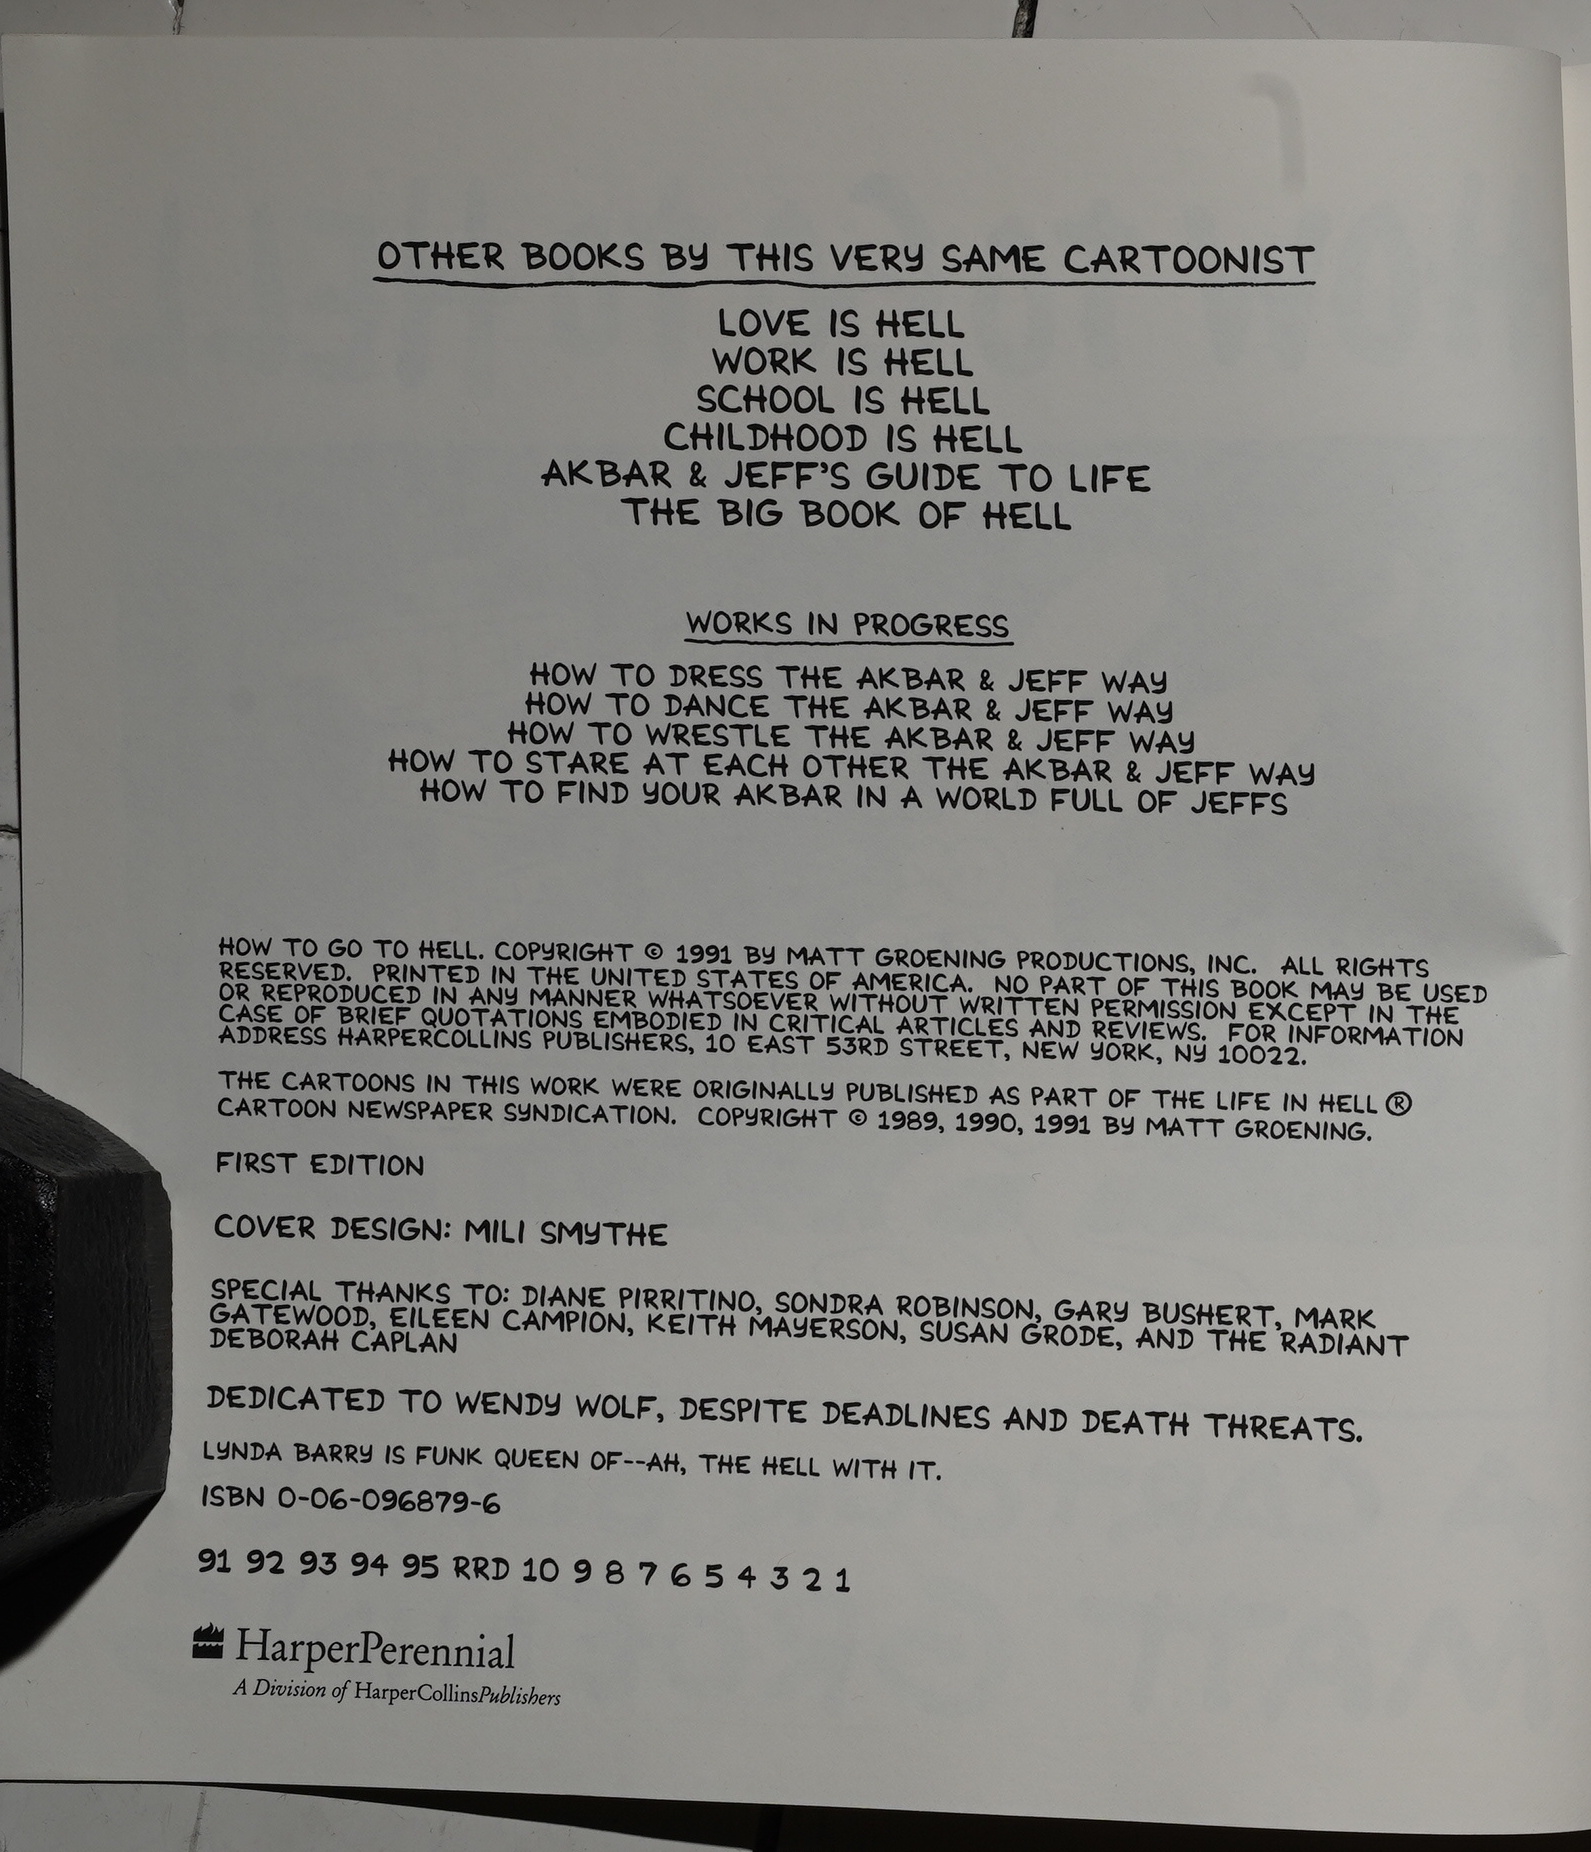 OTHER BOOKS BY THIS VERY SAME CARTOONIST
LOVE IS HELL
WORK IS HELL
SCHOOL IS HELL
CHILDHOOD IS HELL
AKBAR & JEFF'S GUIDE TO LIFE
THE BIG BOOK OF HELL
WORKS IN PROGRESS
HOW TO DRESS THE AKBAR & JEFF WAY
HOW TO DANCE THE AKBAR & JEFF WAY
HOW TO WRESTLE THE AKBAR & JEFF WAY
HOW TO STARE AT EACH OTHER THE AKBAR & JEFF WAY
HOW TO FIND YOUR AKBAR IN A WORLD FULL OF JEFFS
HOW TO GO TO HELL. COPYRIGHT © 1991 BY MATT GROENING PRODUCTIONS, INC. ALL RIGHTS
RESERVED. PRINTED IN THE UNITED STATES OF AMERICA. NO PART OF THIS BOOK MAY BE USED
OR REPRODUCED IN ANY MANNER WHATSOEVER WITHOUT WRITTEN PERMISSION EXCEPT IN THE
CASE OF BRIEF QUOTATIONS EMBODIED IN CRITICAL ARTICLES AND REVIEWS. FOR INFORMATION
ADDRESS HARPERCOLLINS PUBLISHERS, 10 EAST 53RD STREET, NEW YORK, NY 10022.
THE CARTOONS IN THIS WORK WERE ORIGINALLY PUBLISHED AS PART OF THE LIFE IN HELL ®
CARTOON NEWSPAPER SYNDICATION. COPYRIGHT © 1989, 1990, 1991 BY MATT GROENING.
FIRST EDITION
COVER DESIGN: MILI SMYTHE
SPECIAL THANKS TO: DIANE PIRRITINO, SONDRA ROBINSON, GARY BUSHERT, MARK
GATEWOOD, EILEEN CAMPION, KEITH MAYERSON, SUSAN GRODE, AND THE RADIANT
DEBORAH CAPLAN
DEDICATED TO WENDY WOLF, DESPITE DEADLINES AND DEATH THREATS.
LYNDA BARRY IS FUNK QUEEN OF--AH, THE HELL WITH IT.
ISBN 0-06-096879-6
91 92 93 94 95 RRD 10 9 8 7 6 5 4 3 2 1
HarperPerennial
A Division of HarperCollinsPublishers